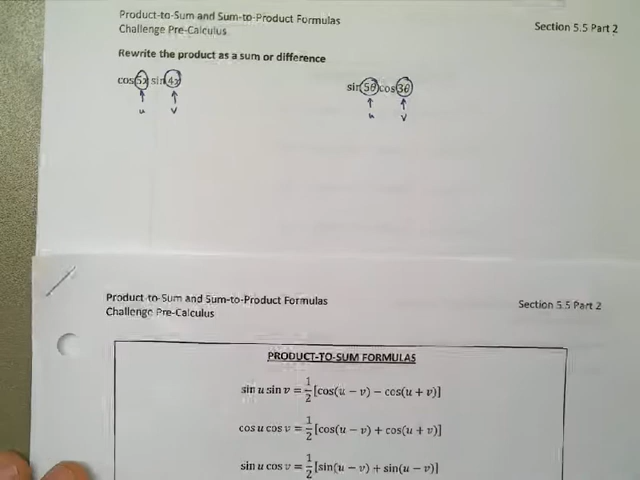 Product-to-Sum and Sum-to-Product Formulas
Challenge Pre-Calculus
Section 5.5 Part 2
Rewrite the product as a sum or difference
cos(5x) sin(4x)
sin(5θ)cos(3θ)
u v
u v
Product-to-Sum and Sum-to-Product Formulas
Challenge Pre-Calculus
Section 5.5 Part 2
PRODUCT-TO-SUM FORMULAS
sin u sin v = 1/2 [cos(u − v) − cos(u + v)]
cos u cos v = 1/2 [cos(u − v) + cos(u + v)]
sin u cos v = 1/2 [sin(u − v) + sin(u − v)]